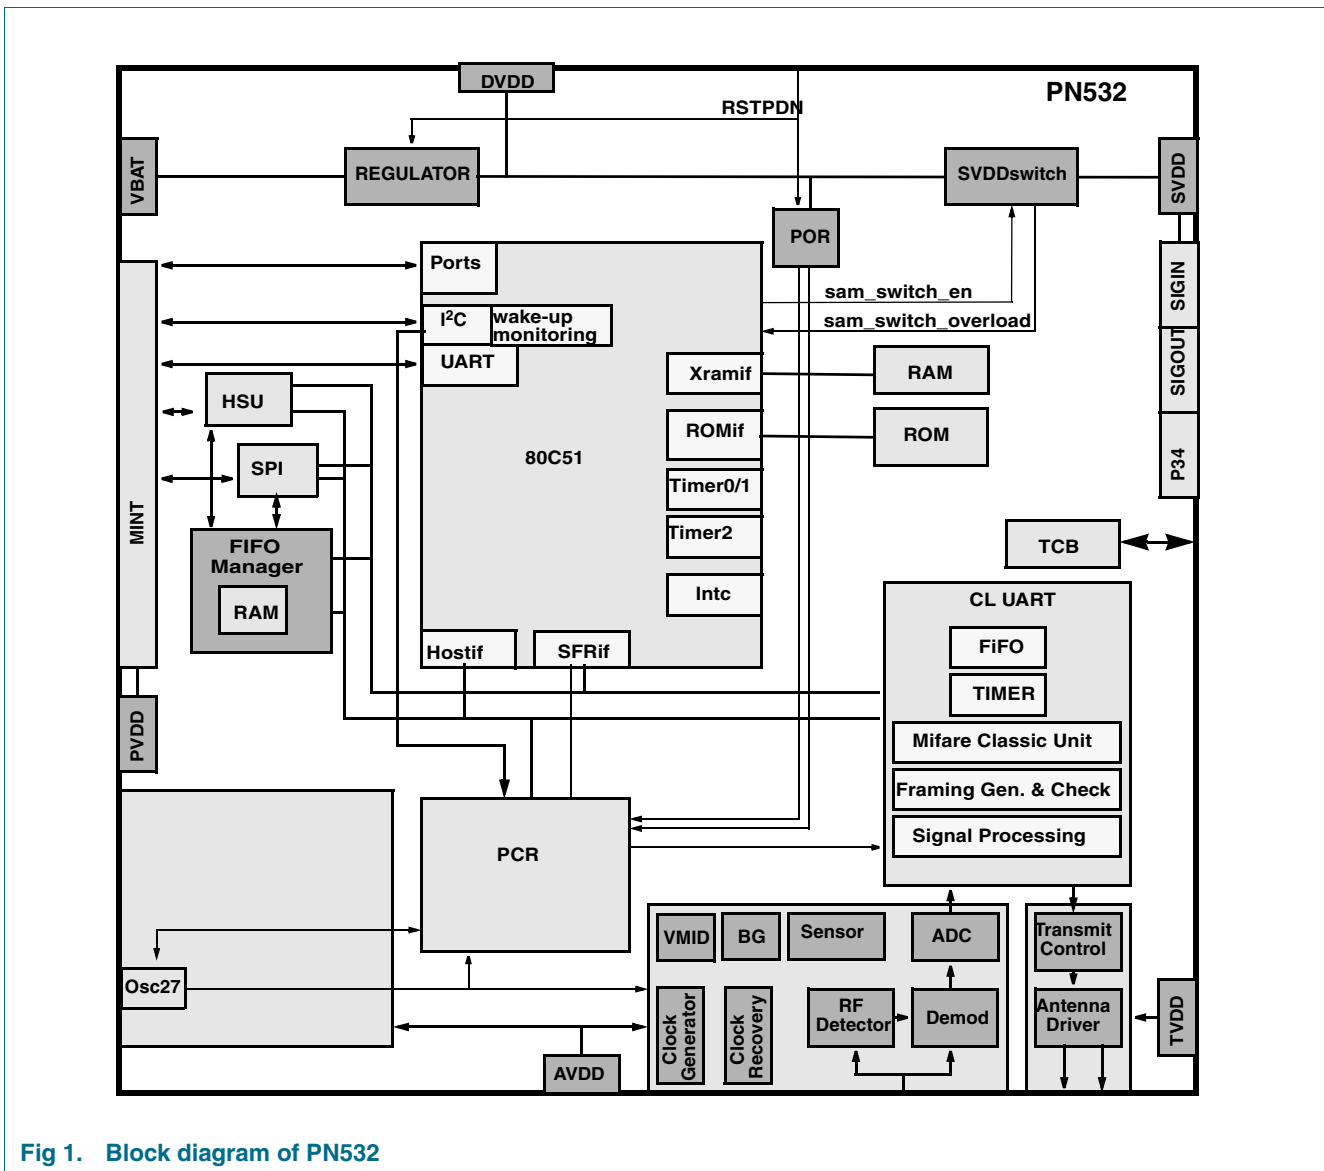 DVDD
PN532
RSTPDN
VBAT
REGULATOR
SVDDswitch
SVDD
POR
Ports
I²C
wake-up
monitoring
UART
sam_switch_en
sam_switch_overload
SIGIN
SIGOUT
P34
HSU
SPI
MINT
FIFO
Manager
RAM
80C51
Xramif
RAM
ROMif
ROM
Timer0/1
Timer2
Intc
TCB
Hostif
SFRif
CL UART
FiFO
TIMER
Mifare Classic Unit
Framing Gen. & Check
Signal Processing
PVDD
PCR
Osc27
VMID
BG
Sensor
ADC
Transmit
Control
Clock
Generator
Clock
Recovery
RF
Detector
Demod
Antenna
Driver
TVDD
AVDD
Fig 1. Block diagram of PN532